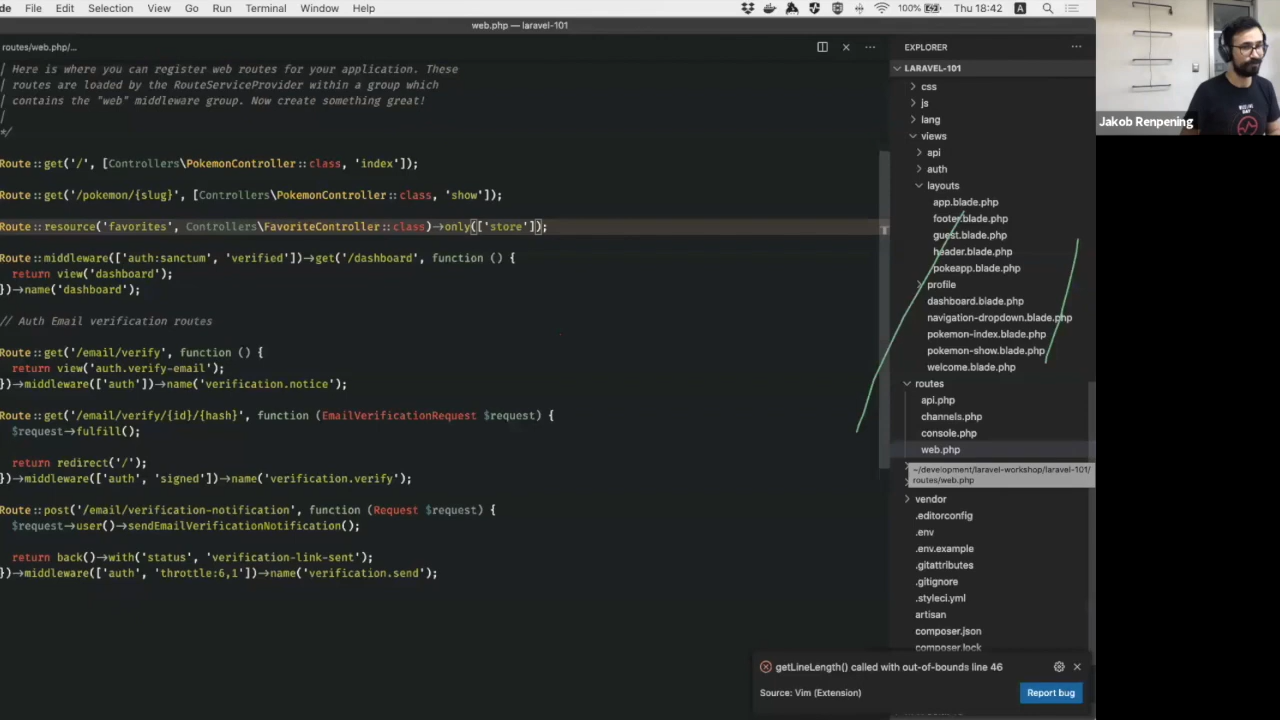 de File Edit Selection View Go Run Terminal Window Help
100% Thu 18:42 A
web.php — laravel-101
routes/web.php/...
| Here is where you can register web routes for your application. These
| routes are loaded by the RouteServiceProvider within a group which
| contains the "web" middleware group. Now create something great!
|
*/
Route::get('/', [Controllers\PokemonController::class, 'index']);
Route::get('/pokemon/{slug}', [Controllers\PokemonController::class, 'show']);
Route::resource('favorites', Controllers\FavoriteController::class)->only(['store']);
Route::middleware(['auth:sanctum', 'verified'])->get('/dashboard', function () {
return view('dashboard');
})->name('dashboard');
// Auth Email verification routes
Route::get('/email/verify', function () {
return view('auth.verify-email');
})->middleware(['auth'])->name('verification.notice');
Route::get('/email/verify/{id}/{hash}', function (EmailVerificationRequest $request) {
$request->fulfill();
return redirect('/');
})->middleware(['auth', 'signed'])->name('verification.verify');
Route::post('/email/verification-notification', function (Request $request) {
$request->user()->sendEmailVerificationNotification();
return back()->with('status', 'verification-link-sent');
})->middleware(['auth', 'throttle:6,1'])->name('verification.send');
EXPLORER
LARAVEL-101
css
js
lang
views
api
auth
layouts
app.blade.php
footer.blade.php
guest.blade.php
header.blade.php
pokeapp.blade.php
profile
dashboard.blade.php
navigation-dropdown.blade.php
pokemon-index.blade.php
pokemon-show.blade.php
welcome.blade.php
routes
api.php
channels.php
console.php
web.php
~/development/laravel-workshop/laravel-101/
routes/web.php
vendor
.editorconfig
.env
.env.example
.gitattributes
.gitignore
.styleci.yml
artisan
composer.json
composer.lock
getLineLength() called with out-of-bounds line 46
Source: Vim (Extension)
Report bug
Jakob Renpening